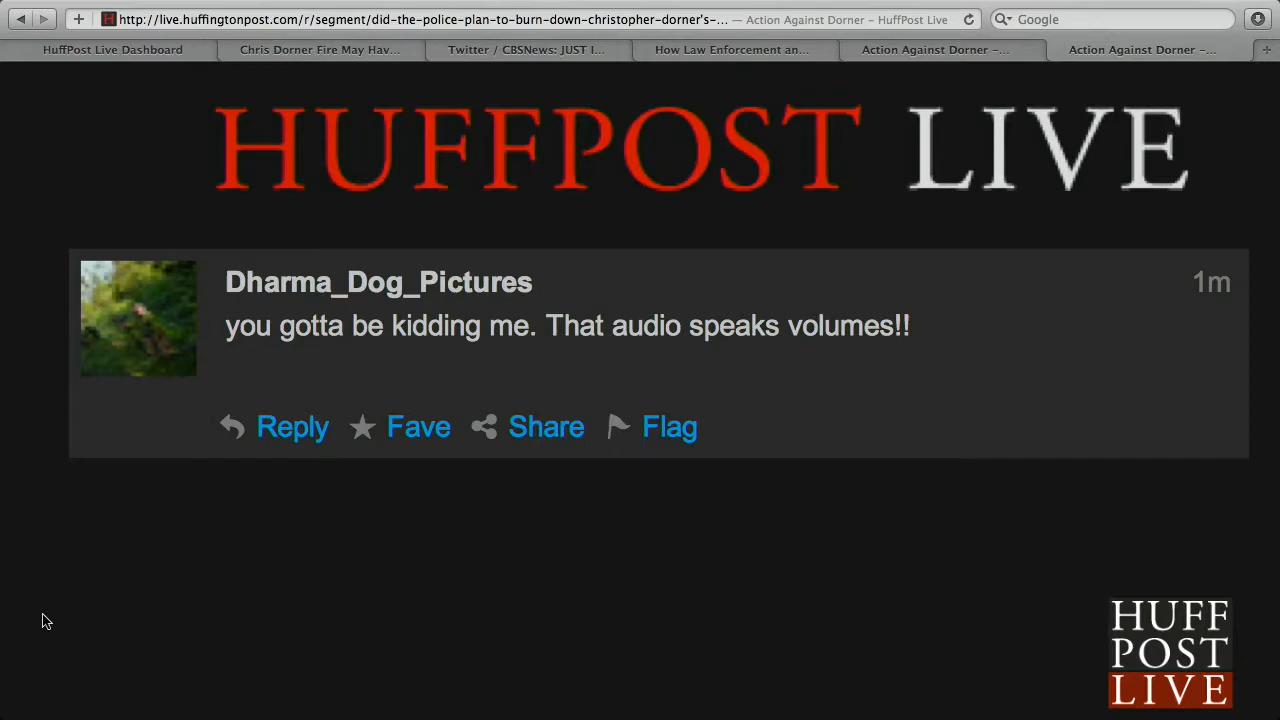 http://live.huffingtonpost.com/r/segment/did-the-police-plan-to-burn-down-christopher-dorner's-... — Action Against Dorner – HuffPost Live
Google
HuffPost Live Dashboard
Chris Dorner Fire May Hav...
Twitter / CBSNews: JUST I...
How Law Enforcement an...
Action Against Dorner –...
Action Against Dorner –...
HUFFPOST LIVE
Dharma_Dog_Pictures
1m
you gotta be kidding me. That audio speaks volumes!!
Reply Fave Share Flag
HUFF
POST
LIVE